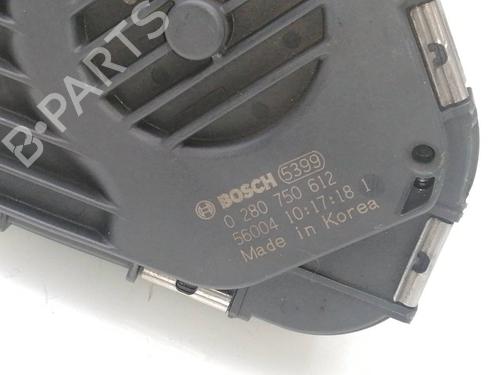 B-PARTS
BOSCH 5399
0 280 750 612
56004 10:17:18 1
Made in Korea